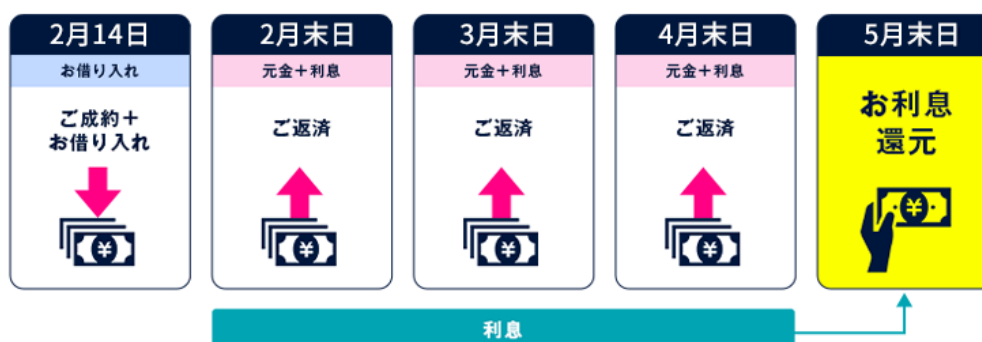 2月14日
お借り入れ
ご成約＋
お借り入れ
¥
2月末日
元金＋利息
ご返済
¥
3月末日
元金＋利息
ご返済
¥
4月末日
元金＋利息
ご返済
¥
5月末日
お利息
還元
¥
利息